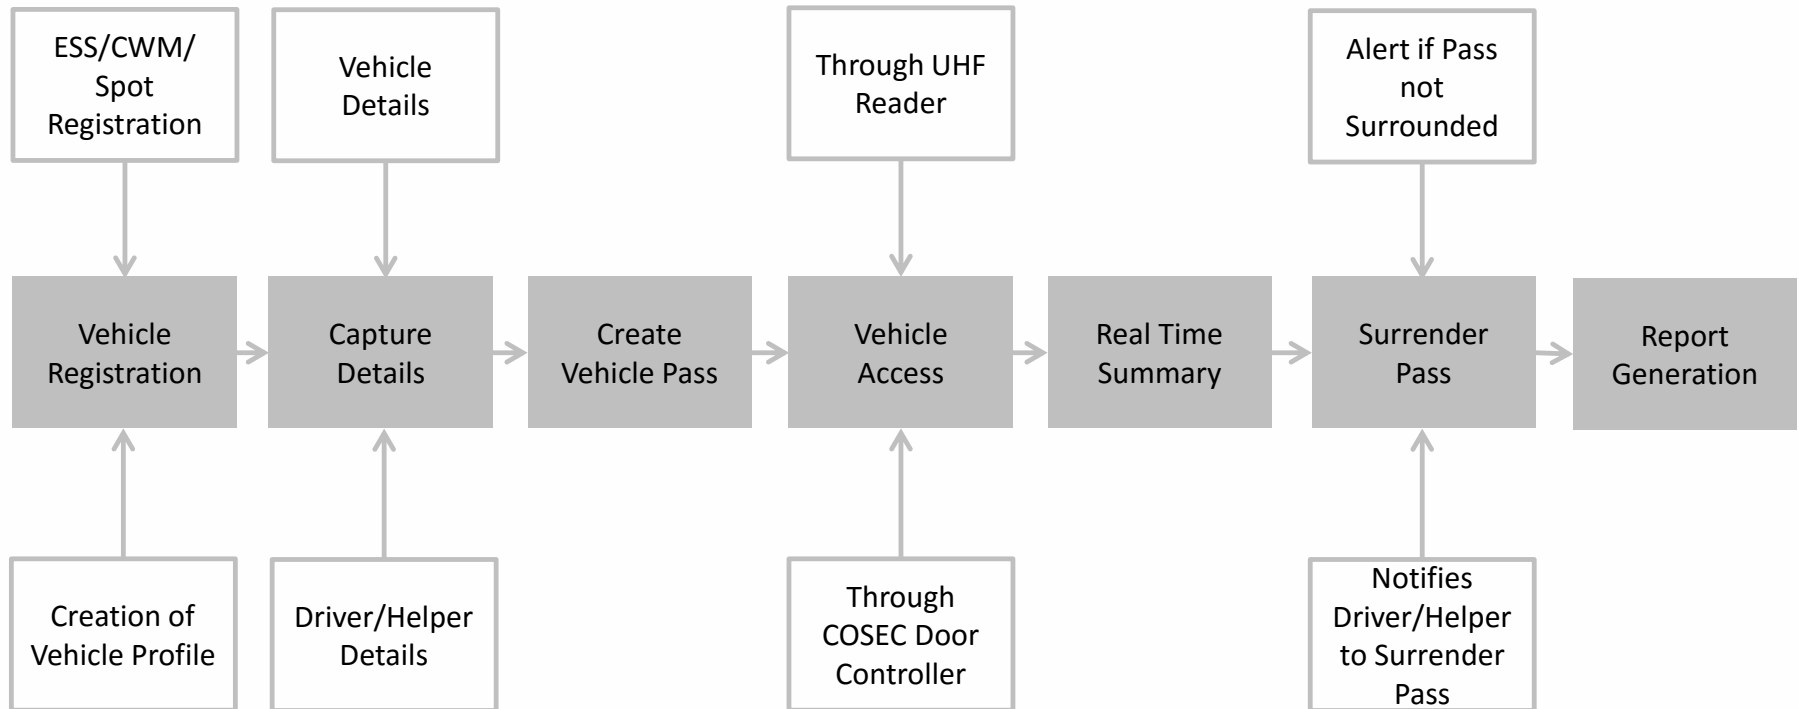 ESS/CWM/
Spot
Registration
Vehicle
Details
Through UHF
Reader
Alert if Pass
not
Surrounded
Vehicle
Registration
Capture
Details
Create
Vehicle Pass
Vehicle
Access
Real Time
Summary
Surrender
Pass
Report
Generation
Creation of
Vehicle Profile
Driver/Helper
Details
Through
COSEC Door
Controller
Notifies
Driver/Helper
to Surrender
Pass